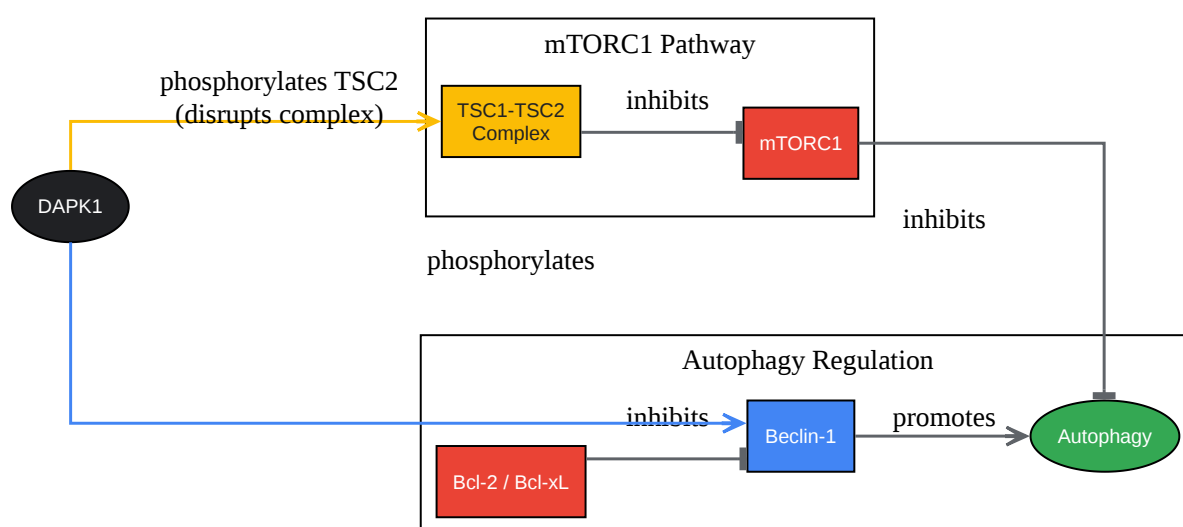 mTORC1 Pathway
phosphorylates TSC2
(disrupts complex)
TSC1-TSC2
Complex
inhibits
mTORC1
DAPK1
inhibits
phosphorylates
Autophagy Regulation
inhibits
Beclin-1
promotes
Autophagy
Bcl-2 / Bcl-xL